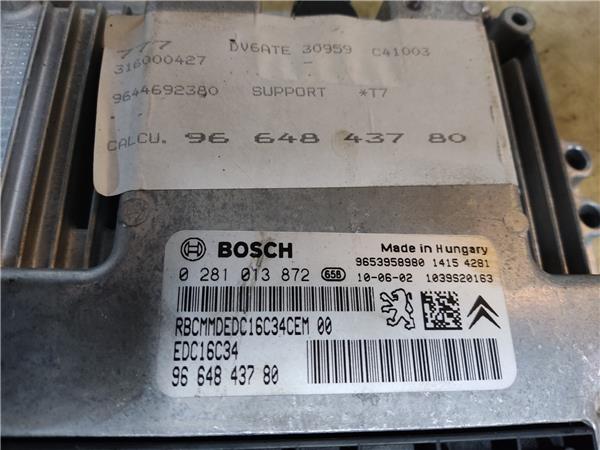 777 DV6ATE 30959 C41003
316000427 -
9644692380 SUPPORT *T7
CALCU. 96 648 437 80
BOSCH
Made in Hungary
9653958980 1415 4281
0 281 013 872 658 10-06-02 1039S20163
RBCMMDEDC16C34CEM 00
EDC16C34
96 648 437 80